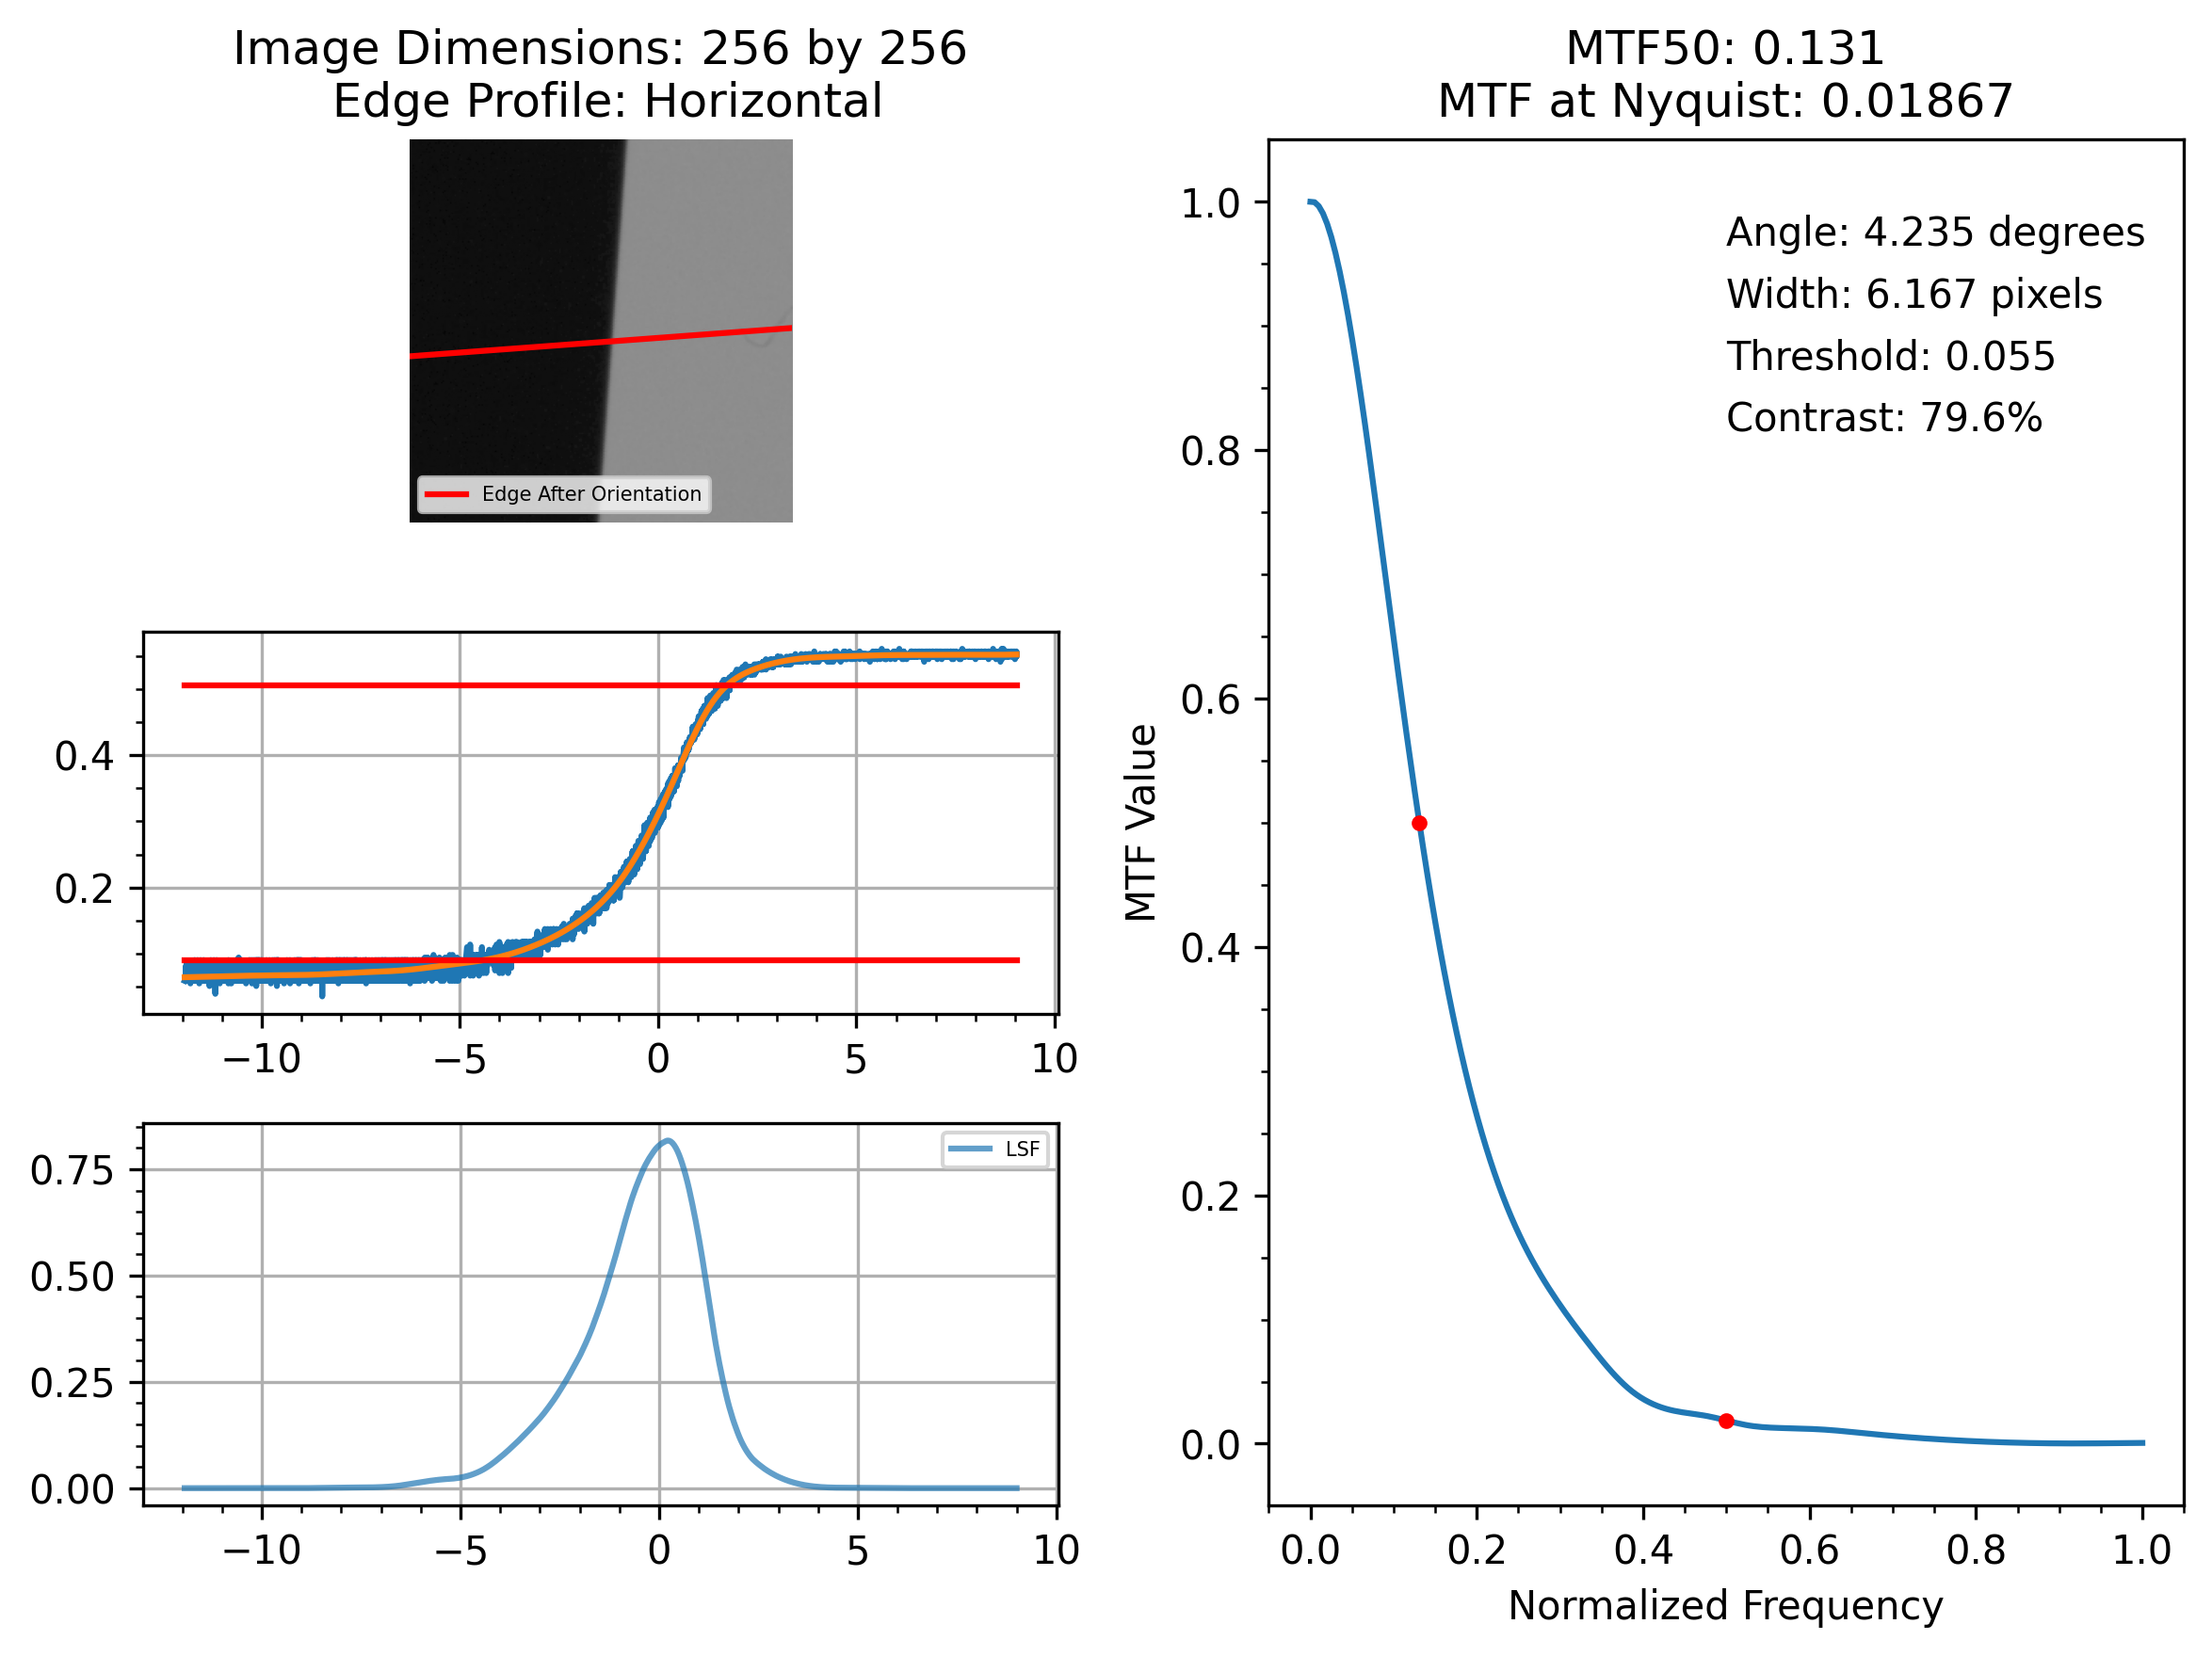 Image Dimensions: 256 by 256
Edge Profile: Horizontal
Edge After Orientation
0.4
0.2
−10 −5 0 5 10
LSF
0.75
0.50
0.25
0.00
−10 −5 0 5 10
MTF50: 0.131
MTF at Nyquist: 0.01867
Angle: 4.235 degrees
Width: 6.167 pixels
Threshold: 0.055
Contrast: 79.6%
MTF Value
1.0
0.8
0.6
0.4
0.2
0.0
0.0 0.2 0.4 0.6 0.8 1.0
Normalized Frequency